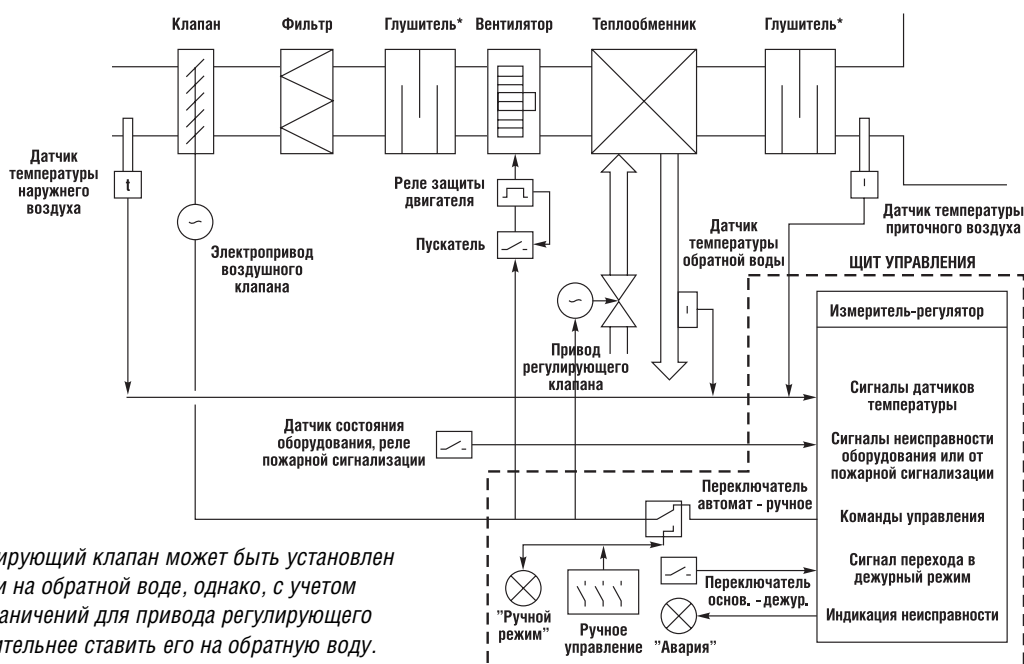 Клапан
Фильтр
Глушитель*
Вентилятор
Теплообменник
Глушитель*
Датчик
температуры
наружнего
воздуха
t
Реле защиты
двигателя
Пускатель
Электропривод
воздушного
клапана
Датчик
температуры
обратной воды
Датчик температуры
приточного воздуха
ЩИТ УПРАВЛЕНИЯ
Измеритель-регулятор
Привод
регулирующего
клапана
Сигналы датчиков
температуры
Датчик состояния
оборудования, реле
пожарной сигнализации
Сигналы неисправности
оборудования или от
пожарной сигнализации
Переключатель
автомат - ручное
Команды управления
Сигнал перехода в
дежурный режим
Переключатель
основ. - дежур.
Индикация неисправности
"Ручной
режим"
Ручное
управление
"Авария"
ирующий клапан может быть установлен
и на обратной воде, однако, с учетом
аничений для привода регулирующего
ительнее ставить его на обратную воду.